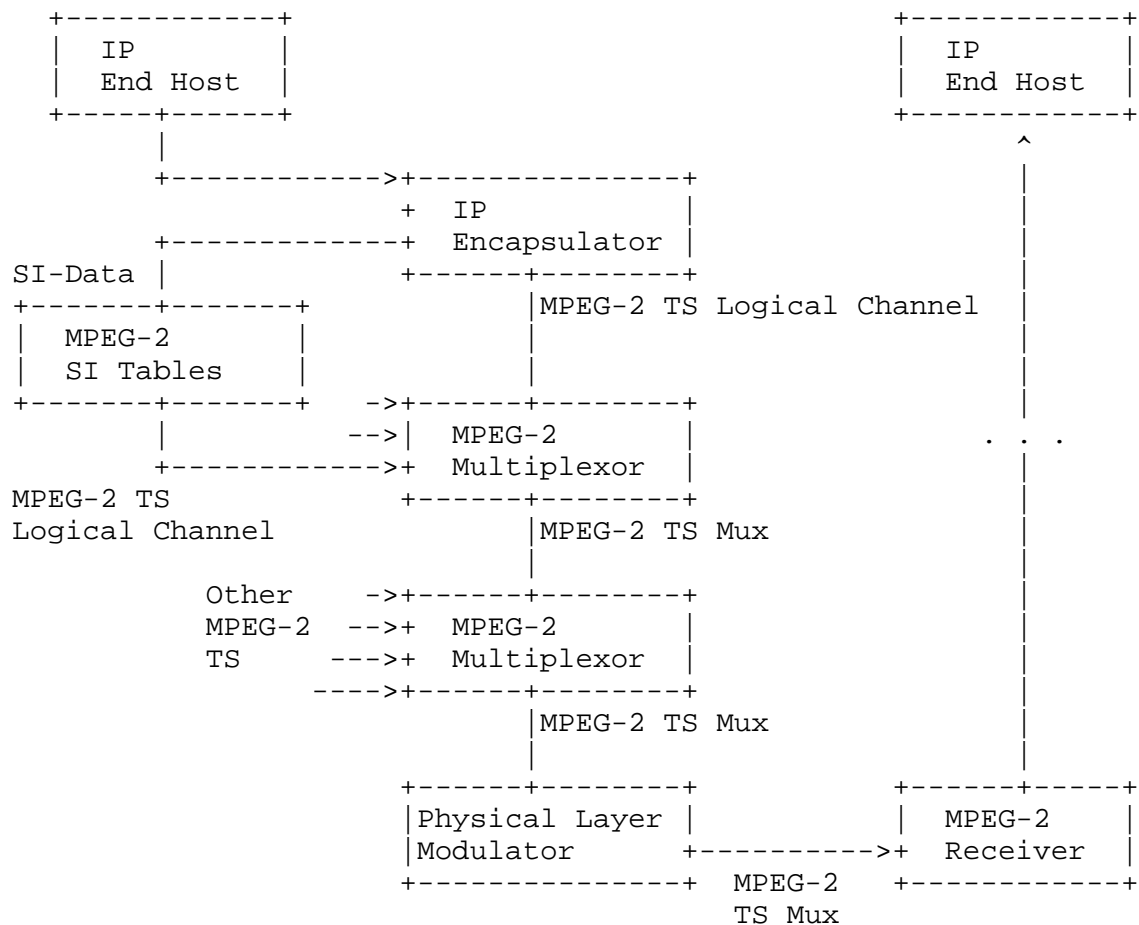 IP IP
End Host End Host
IP
Encapsulator
SI-Data
MPEG-2 TS Logical Channel
MPEG-2
SI Tables
MPEG-2
. . .
Multiplexor
MPEG-2 TS
Logical Channel
MPEG-2 TS Mux
Other
MPEG-2 MPEG-2
TS Multiplexor
MPEG-2 TS Mux
Physical Layer MPEG-2
Modulator Receiver
MPEG-2
TS Mux